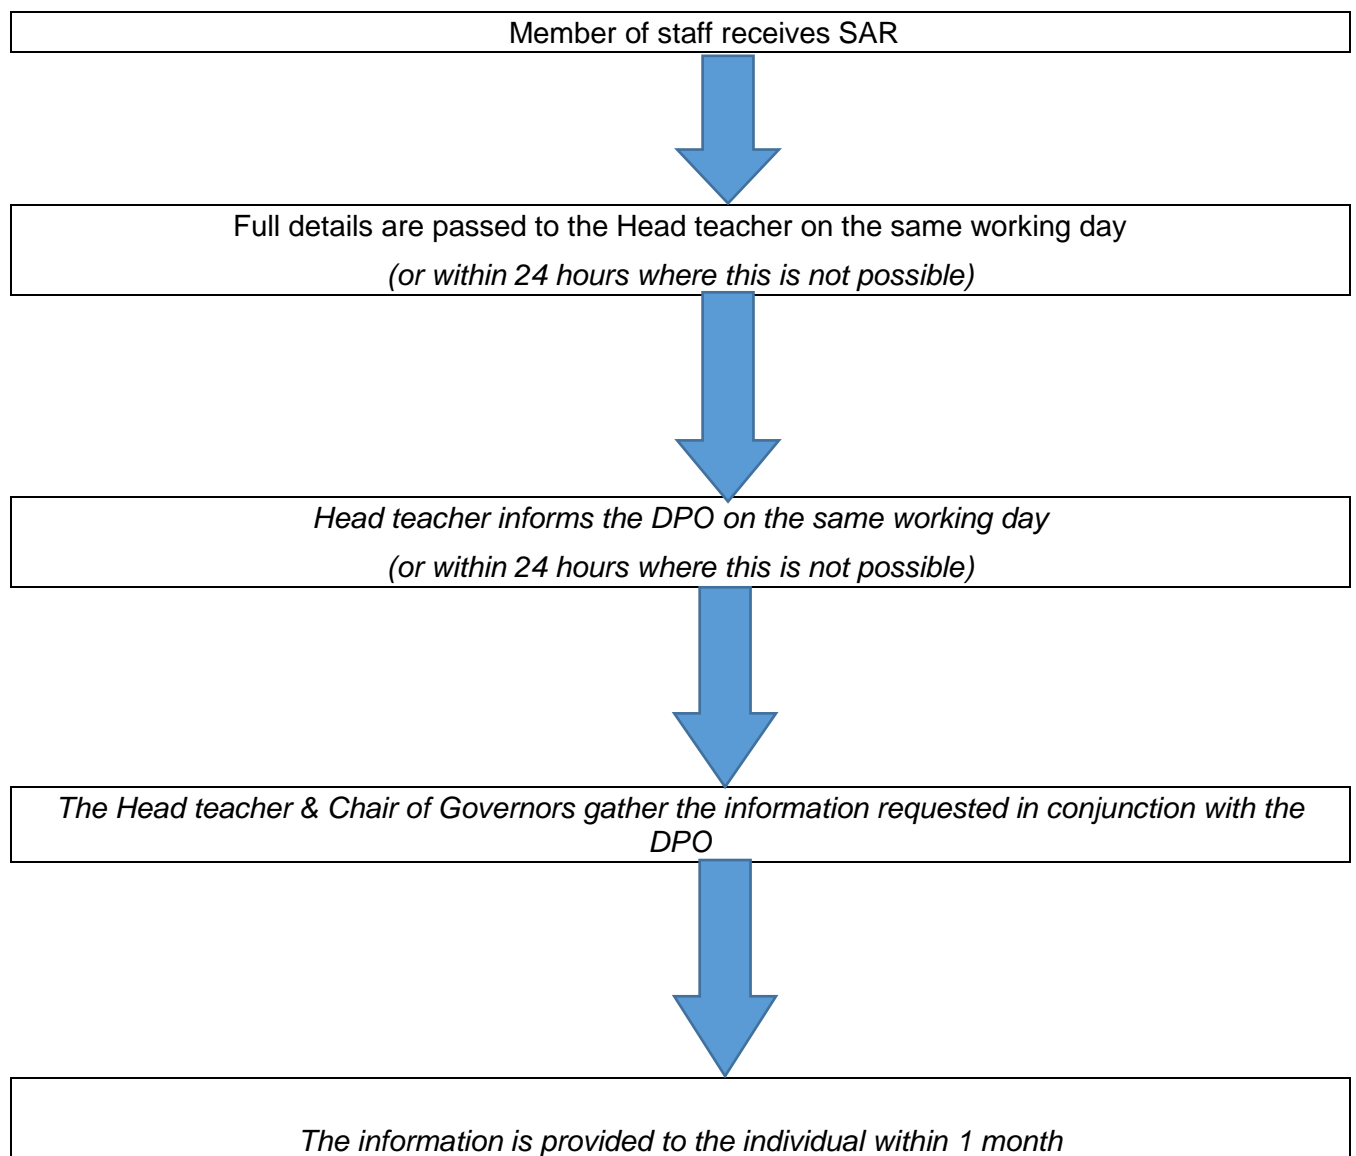 Member of staff receives SAR
Full details are passed to the Head teacher on the same working day
(or within 24 hours where this is not possible)
Head teacher informs the DPO on the same working day
(or within 24 hours where this is not possible)
The Head teacher & Chair of Governors gather the information requested in conjunction with the
DPO
The information is provided to the individual within 1 month